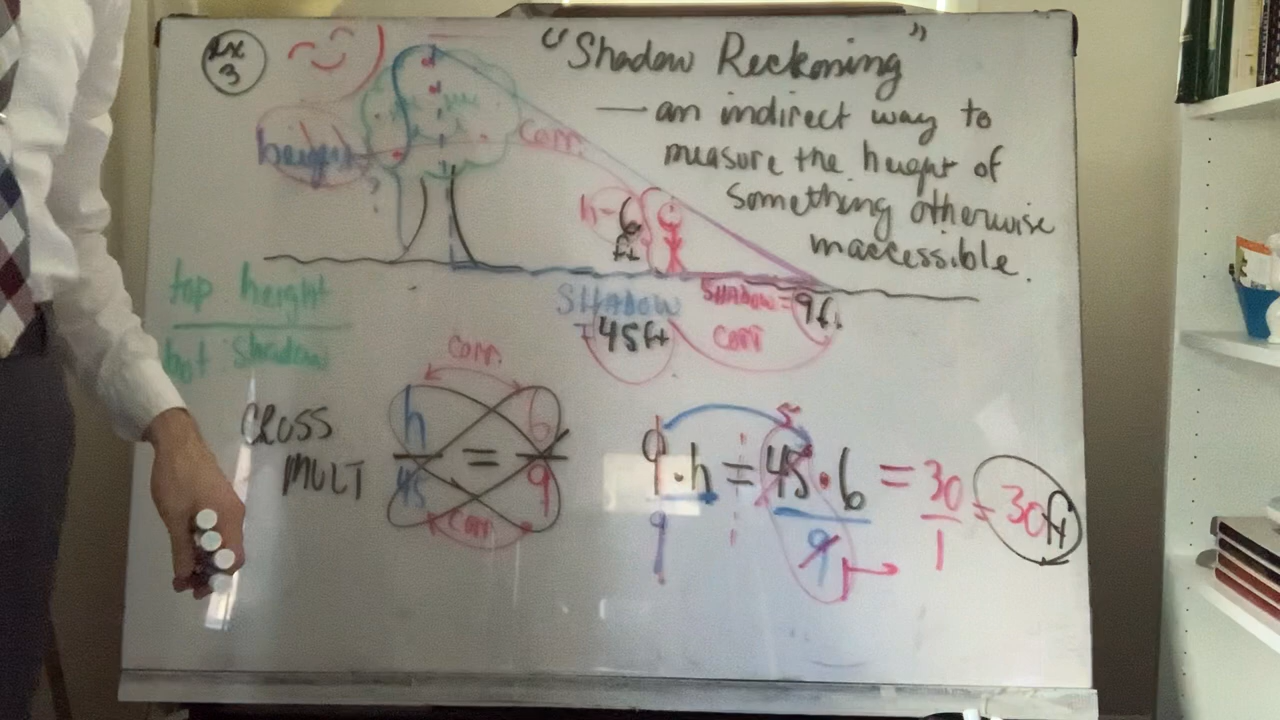 Ex 3
"Shadow Reckoning"
— an indirect way to
measure the height of
something otherwise
inaccessible.
height
?
corr.
h=6
ft
SHADOW
=45ft
SHADOW=9ft
corr
top height
bot shadow
CROSS
MULT
corr.
h/45 = 6/9
corr.
9·h/9 = 45·6/9 = 30/1 = 30ft
5
1